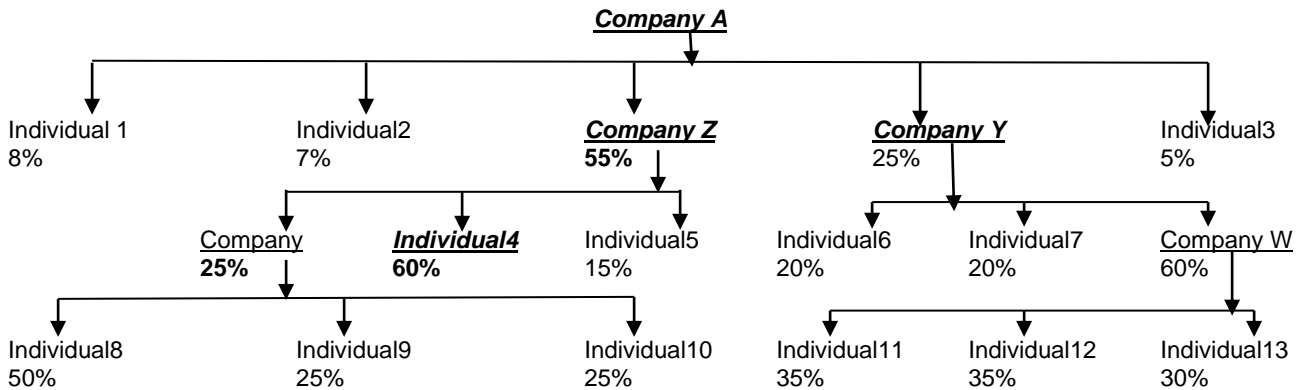 Company A
Individual 1 Individual2 Company Z Company Y Individual3
8% 7% 55% 25% 5%
Company Individual4 Individual5 Individual6 Individual7 Company W
25% 60% 15% 20% 20% 60%
Individual8 Individual9 Individual10 Individual11 Individual12 Individual13
50% 25% 25% 35% 35% 30%